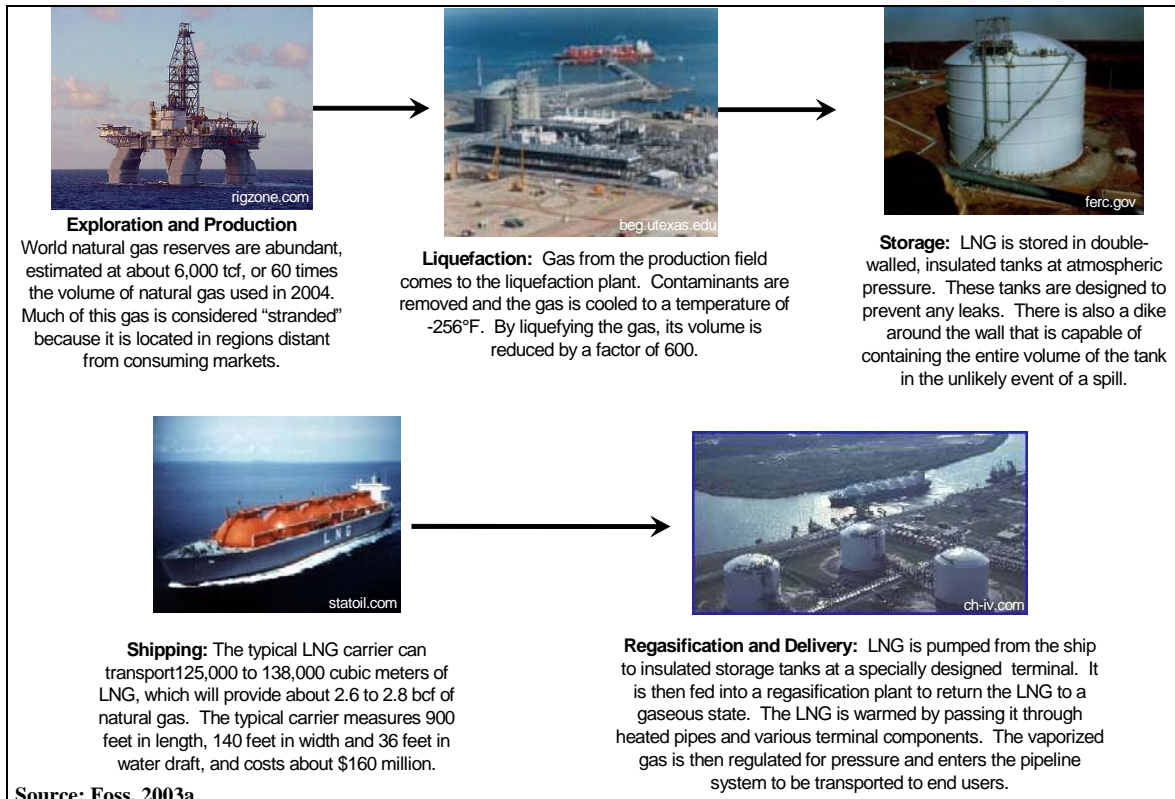 rigzone.com
Exploration and Production
World natural gas reserves are abundant,
estimated at about 6,000 tcf, or 60 times
the volume of natural gas used in 2004.
Much of this gas is considered “stranded”
because it is located in regions distant
from consuming markets.
beg.utexas.edu
Liquefaction: Gas from the production field
comes to the liquefaction plant. Contaminants are
removed and the gas is cooled to a temperature of
-256°F. By liquefying the gas, its volume is
reduced by a factor of 600.
ferc.gov
Storage: LNG is stored in double-
walled, insulated tanks at atmospheric
pressure. These tanks are designed to
prevent any leaks. There is also a dike
around the wall that is capable of
containing the entire volume of the tank
in the unlikely event of a spill.
LNG
statoil.com
Shipping: The typical LNG carrier can
transport125,000 to 138,000 cubic meters of
LNG, which will provide about 2.6 to 2.8 bcf of
natural gas. The typical carrier measures 900
feet in length, 140 feet in width and 36 feet in
water draft, and costs about $160 million.
ch-iv.com
Regasification and Delivery: LNG is pumped from the ship
to insulated storage tanks at a specially designed terminal. It
is then fed into a regasification plant to return the LNG to a
gaseous state. The LNG is warmed by passing it through
heated pipes and various terminal components. The vaporized
gas is then regulated for pressure and enters the pipeline
system to be transported to end users.
Source: Foss, 2003a.